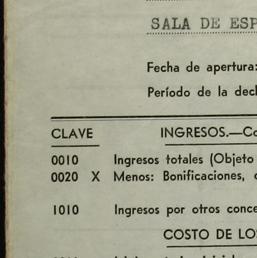 SALA DE ESP
Fecha de apertura:
Período de la decl
CLAVE INGRESOS.—Co
0010 Ingresos totales (Objeto
0020 X Menos: Bonificaciones,
1010 Ingresos por otros conce
COSTO DE LO